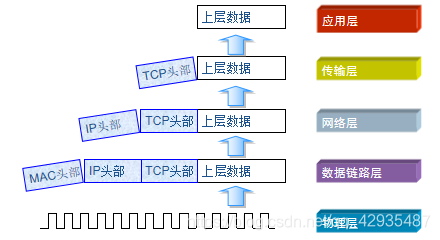 上层数据 应用层
TCP头部 上层数据 传输层
IP头部 TCP头部 上层数据 网络层
MAC头部 IP头部 TCP头部 上层数据 数据链路层
物理层